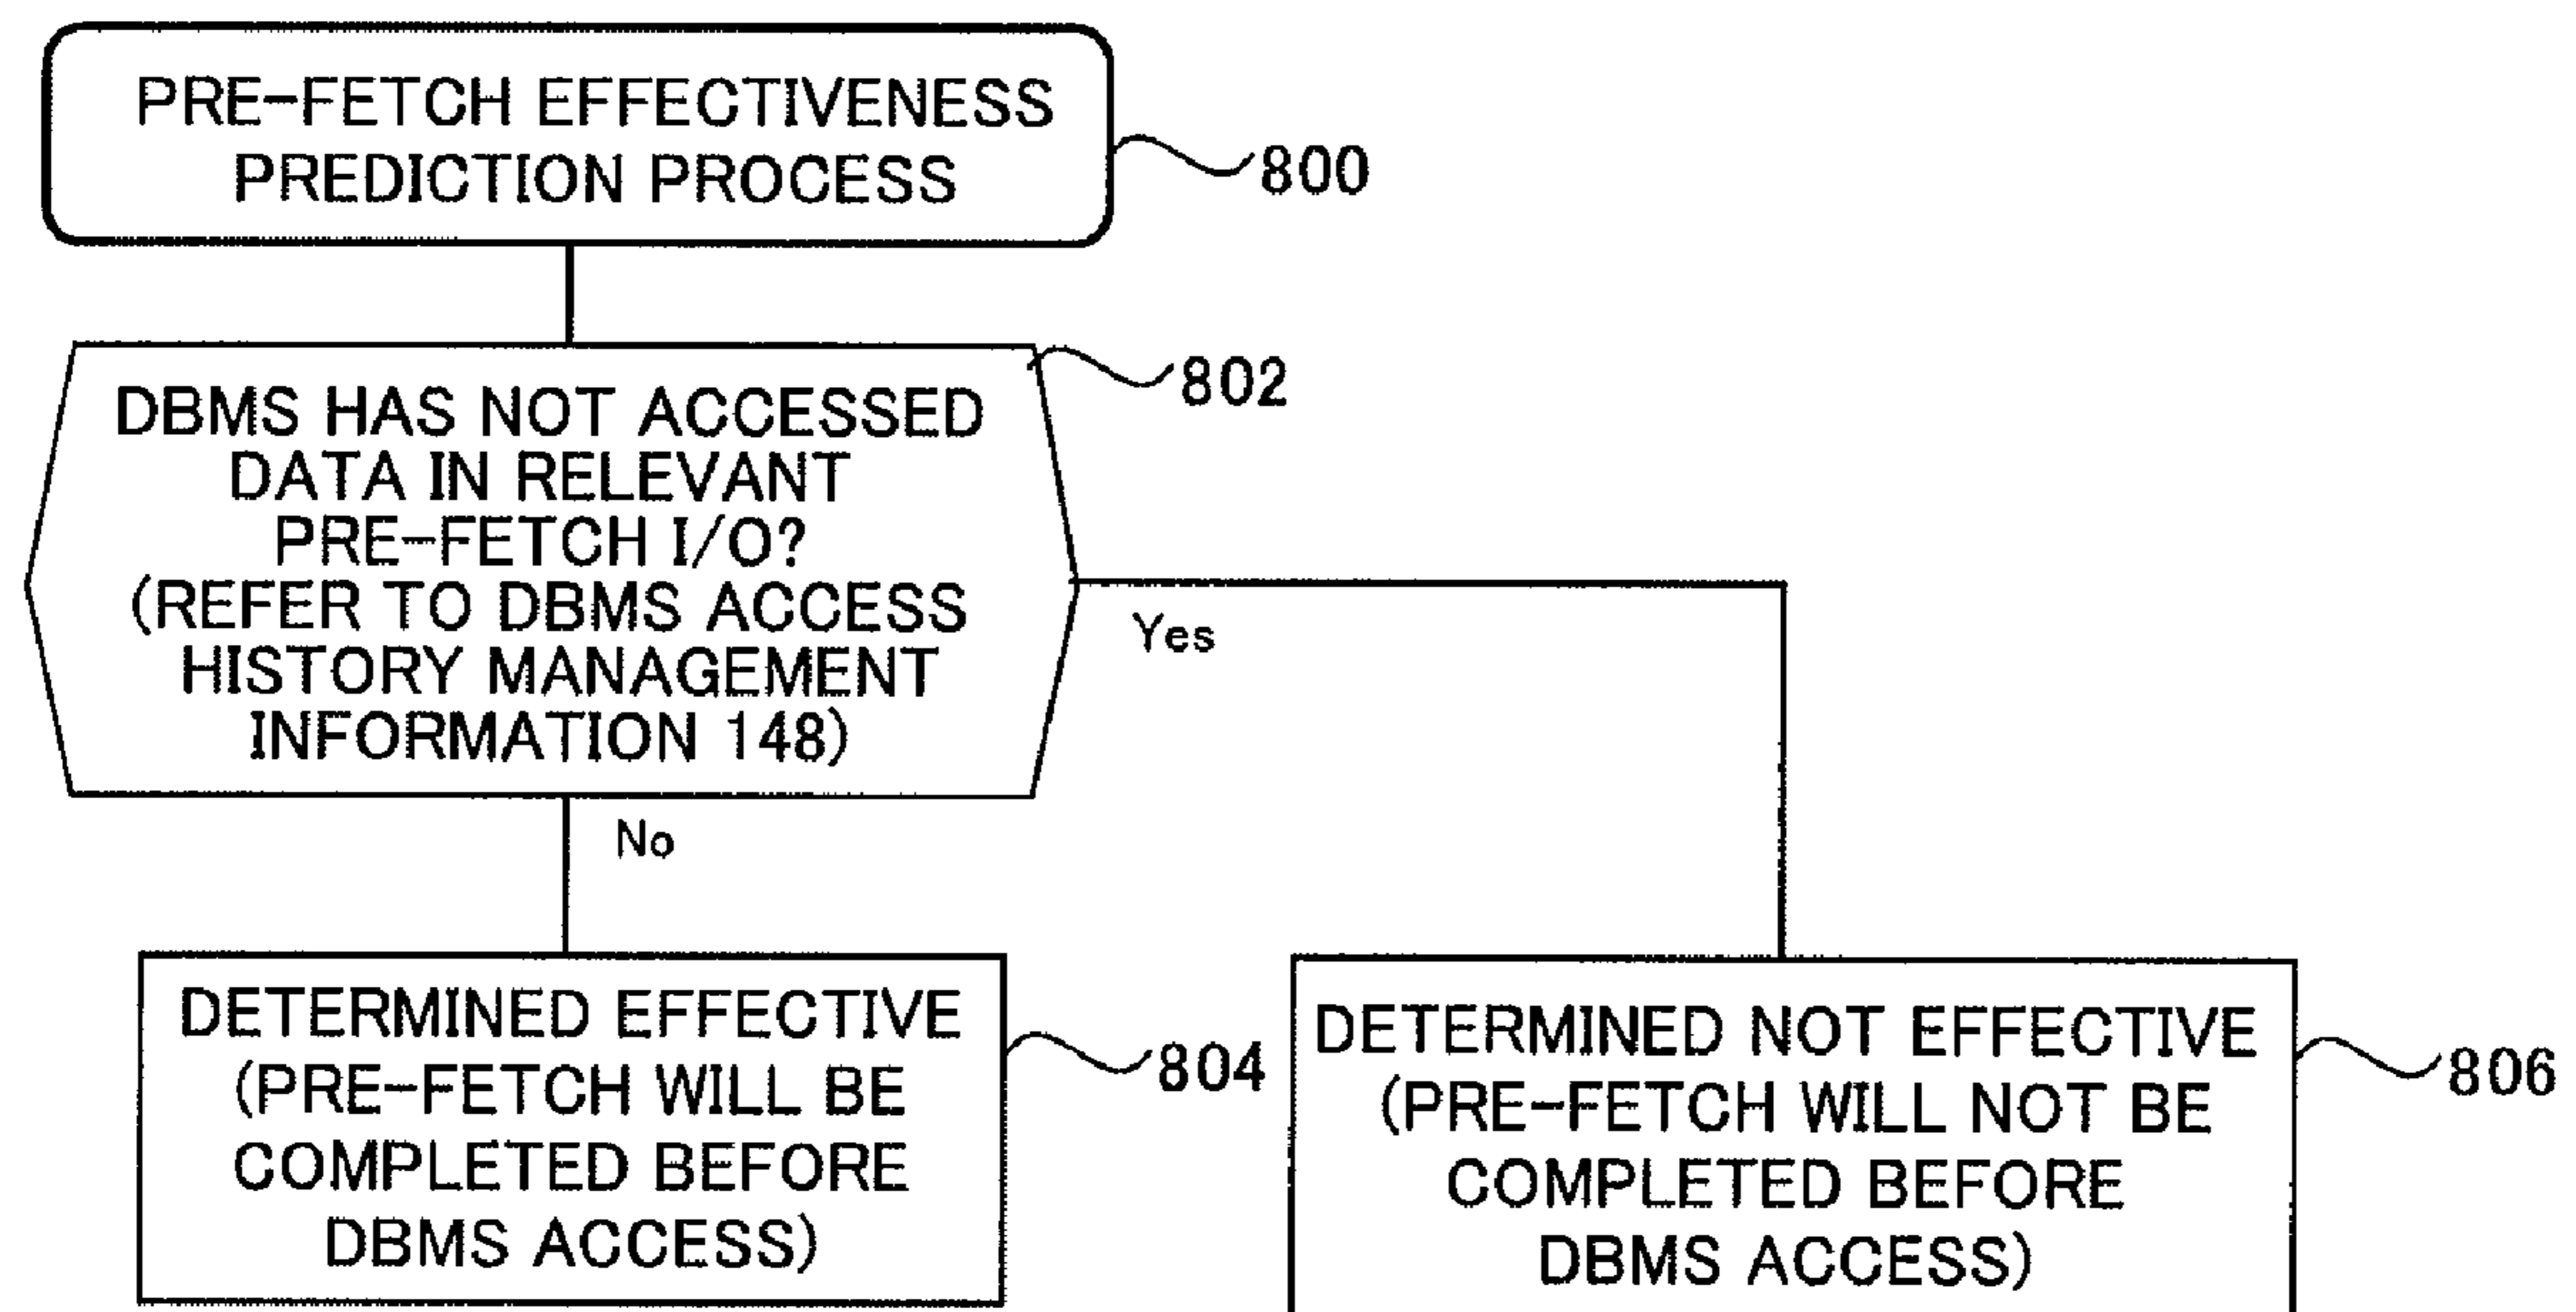 PRE-FETCH EFFECTIVENESS
PREDICTION PROCESS
800
DBMS HAS NOT ACCESSED
DATA IN RELEVANT
PRE-FETCH I/O?
(REFER TO DBMS ACCESS
HISTORY MANAGEMENT
INFORMATION 148)
802
Yes
No
DETERMINED EFFECTIVE
(PRE-FETCH WILL BE
COMPLETED BEFORE
DBMS ACCESS)
804
DETERMINED NOT EFFECTIVE
(PRE-FETCH WILL NOT BE
COMPLETED BEFORE
DBMS ACCESS)
806